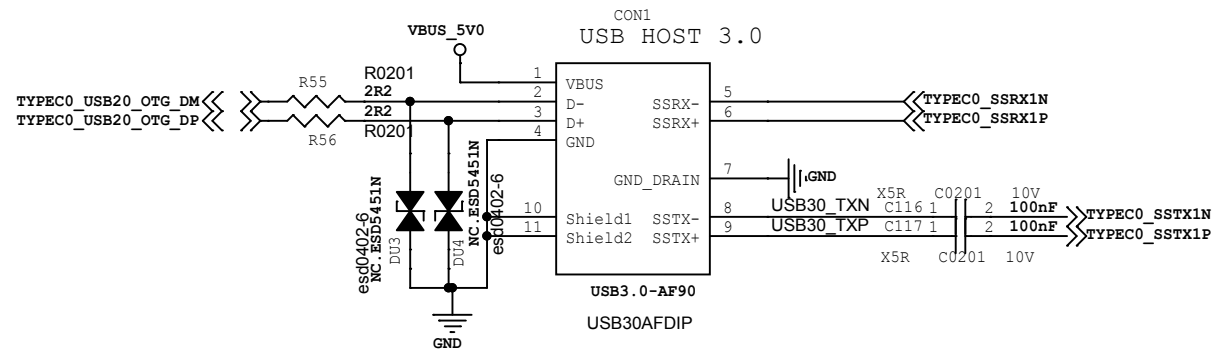 CON1
USB HOST 3.0
VBUS_5V0
R55
R0201
2R2
TYPEC0_USB20_OTG_DM
TYPEC0_USB20_OTG_DP
2R2
R56
R0201
1
2
3
4
VBUS
D-
D+
GND
SSRX-
SSRX+
5
6
TYPEC0_SSRX1N
TYPEC0_SSRX1P
GND_DRAIN
7
GND
10
11
Shield1
Shield2
SSTX-
SSTX+
8
9
USB30_TXN
USB30_TXP
X5R
C0201
10V
C116
1
2
100nF
TYPEC0_SSTX1N
C117
1
2
100nF
TYPEC0_SSTX1P
X5R
C0201
10V
esd0402-6
NC.ESD5451N
DU3
DU4
NC.ESD5451N
esd0402-6
GND
USB3.0-AF90
USB30AFDIP